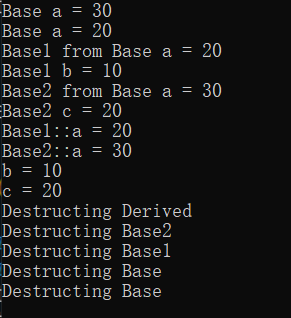 Base a = 30
Base a = 20
Base1 from Base a = 20
Base1 b = 10
Base2 from Base a = 30
Base2 c = 20
Base1::a = 20
Base2::a = 30
b = 10
c = 20
Destructing Derived
Destructing Base2
Destructing Base1
Destructing Base
Destructing Base